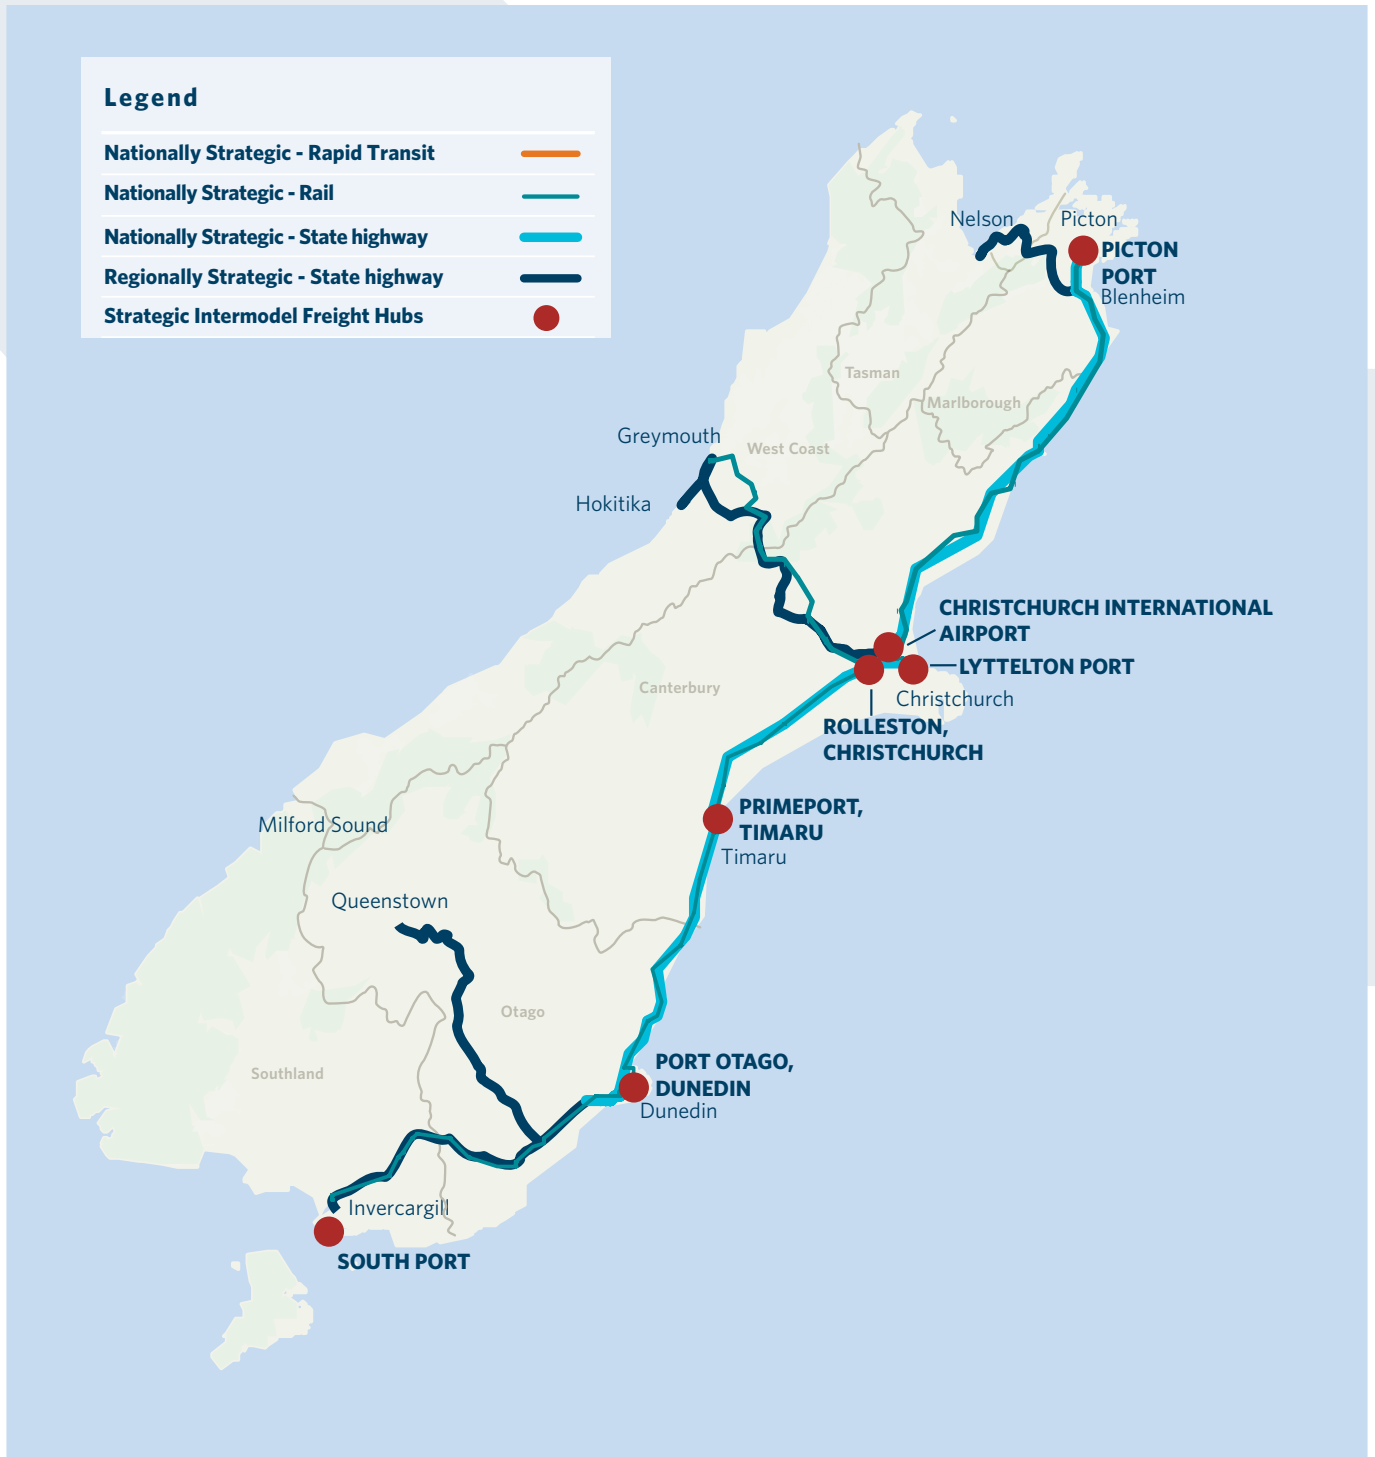 Legend
Nationally Strategic - Rapid Transit
Nationally Strategic - Rail
Nationally Strategic - State highway
Regionally Strategic - State highway
Strategic Intermodel Freight Hubs
Nelson
Picton
PICTON
PORT
Blenheim
Tasman
Marlborough
Greymouth
West Coast
Hokitika
CHRISTCHURCH INTERNATIONAL
AIRPORT
LYTTELTON PORT
Canterbury
Christchurch
ROLLESTON,
CHRISTCHURCH
PRIMEPORT,
TIMARU
Timaru
Milford Sound
Queenstown
Otago
PORT OTAGO,
DUNEDIN
Dunedin
Southland
Invercargill
SOUTH PORT